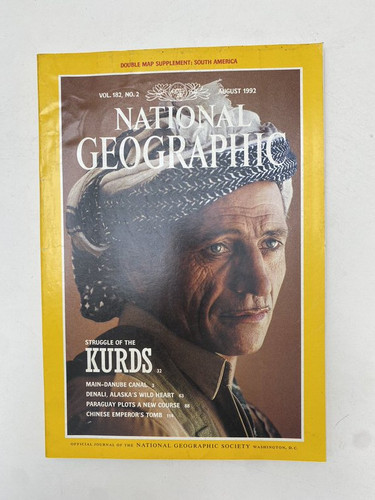 DOUBLE MAP SUPPLEMENT: SOUTH AMERICA
VOL. 182, NO. 2 AUGUST 1992
NATIONAL
GEOGRAPHIC
STRUGGLE OF THE
KURDS 32
MAIN–DANUBE CANAL 2
DENALI, ALASKA'S WILD HEART 63
PARAGUAY PLOTS A NEW COURSE 88
CHINESE EMPEROR'S TOMB 114
OFFICIAL JOURNAL OF THE NATIONAL GEOGRAPHIC SOCIETY WASHINGTON, D.C.